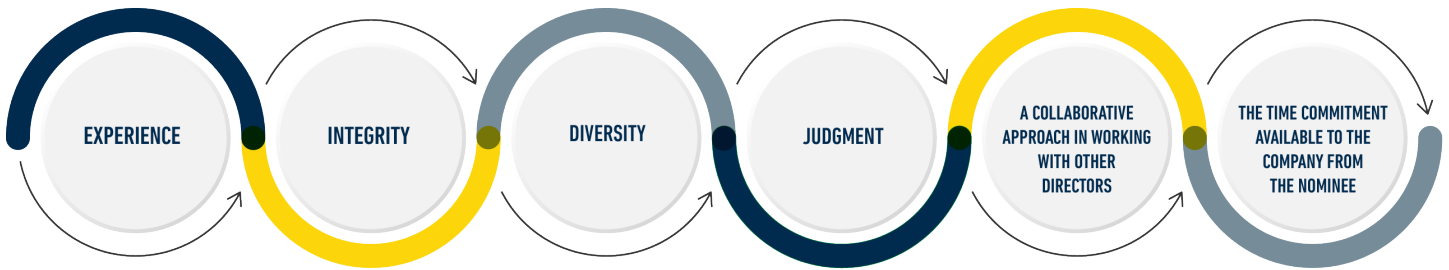 EXPERIENCE
INTEGRITY
DIVERSITY
JUDGMENT
A COLLABORATIVE
APPROACH IN WORKING
WITH OTHER
DIRECTORS
THE TIME COMMITMENT
AVAILABLE TO THE
COMPANY FROM
THE NOMINEE